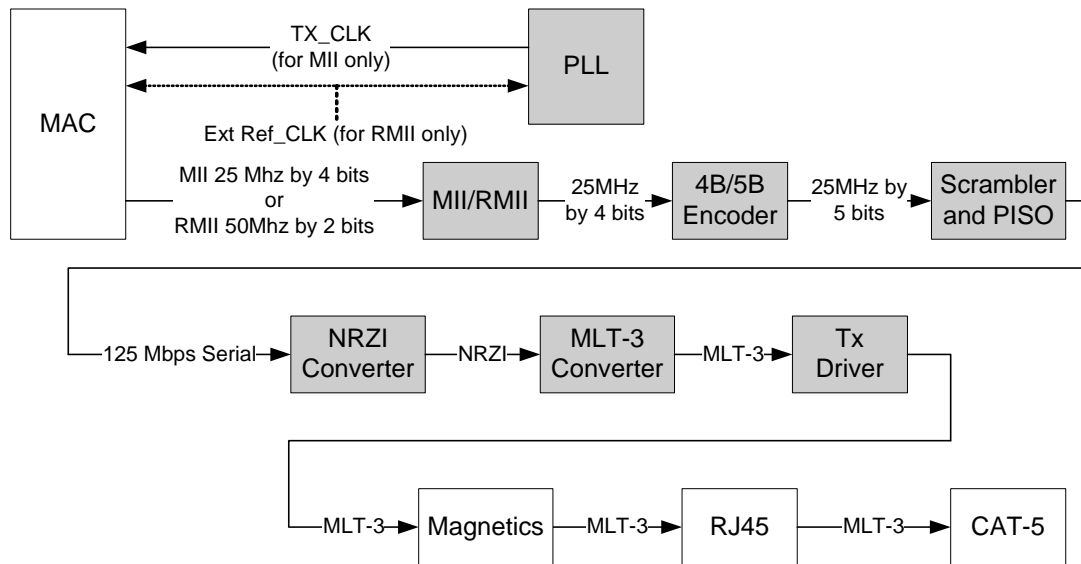 TX_CLK
(for MII only)
PLL
MAC
Ext Ref_CLK (for RMII only)
MII 25 Mhz by 4 bits
or
RMII 50Mhz by 2 bits
MII/RMII
25MHz
by 4 bits
4B/5B
Encoder
25MHz by
5 bits
Scrambler
and PISO
125 Mbps Serial
NRZI
Converter
NRZI
MLT-3
Converter
MLT-3
Tx
Driver
MLT-3
Magnetics
MLT-3
RJ45
MLT-3
CAT-5